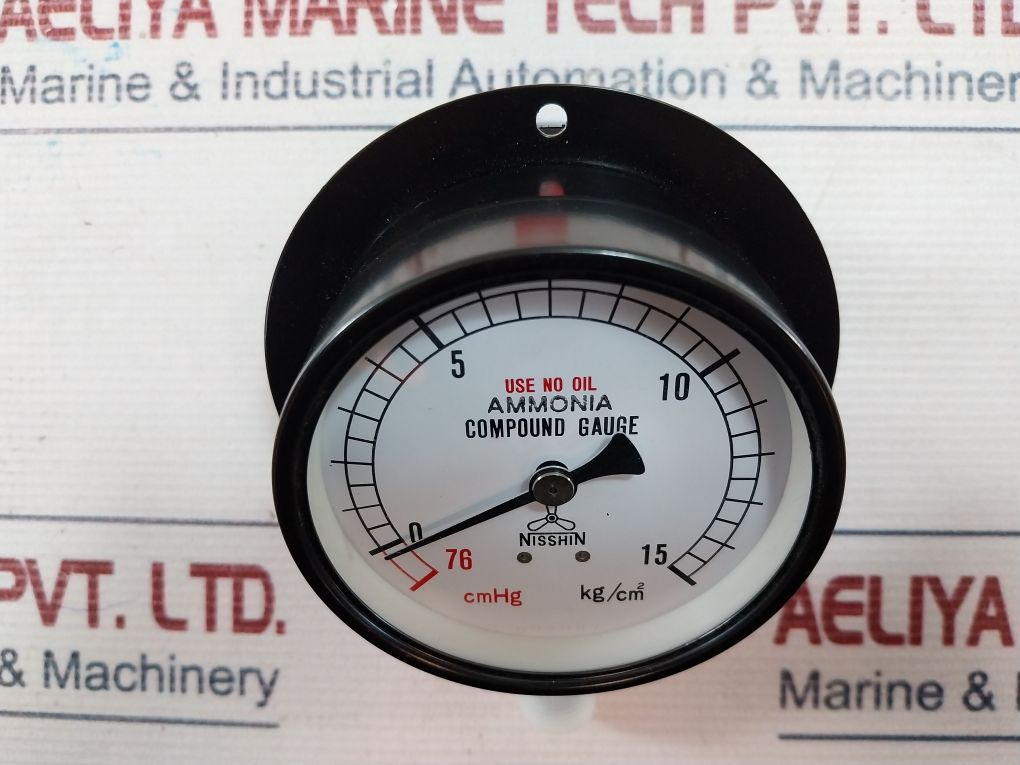 AELIYA MARINE TECH PVT. LTD
Marine & Industrial Automation & Machinery
5
10
USE NO OIL
AMMONIA
COMPOUND GAUGE
0
76
NISSHIN
15
cmHg
kg/cm²
PVT. LTD.
& Machinery
AELIYA
Marine &